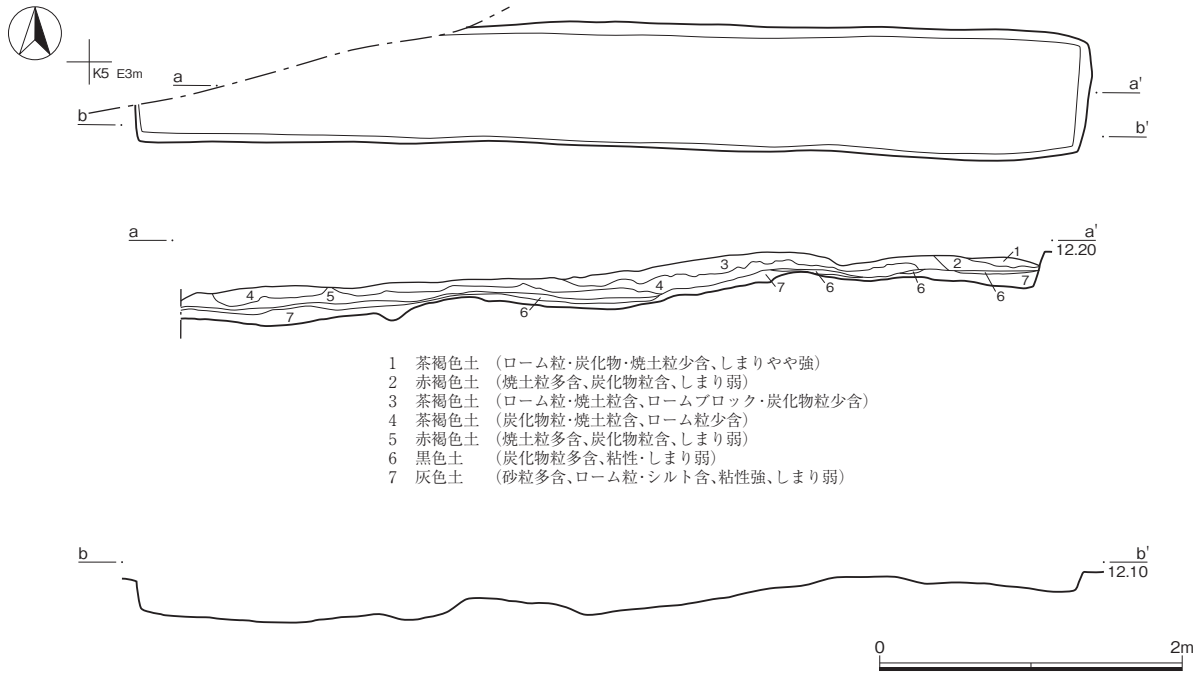 K5 E3m
a
a'
b
b'
a
a'
12.20
1
2
3
4
4
5
6
6
6
6
7
7
7
1 茶褐色土 （ローム粒・炭化物・焼土粒少含、しまりやや強）
2 赤褐色土 （焼土粒多含、炭化物粒含、しまり弱）
3 茶褐色土 （ローム粒・焼土粒含、ロームブロック・炭化物粒少含）
4 茶褐色土 （炭化物粒・焼土粒含、ローム粒少含）
5 赤褐色土 （焼土粒多含、炭化物粒含、しまり弱）
6 黒色土 （炭化物粒多含、粘性・しまり弱）
7 灰色土 （砂粒多含、ローム粒・シルト含、粘性強、しまり弱）
b
b'
12.10
0 2m